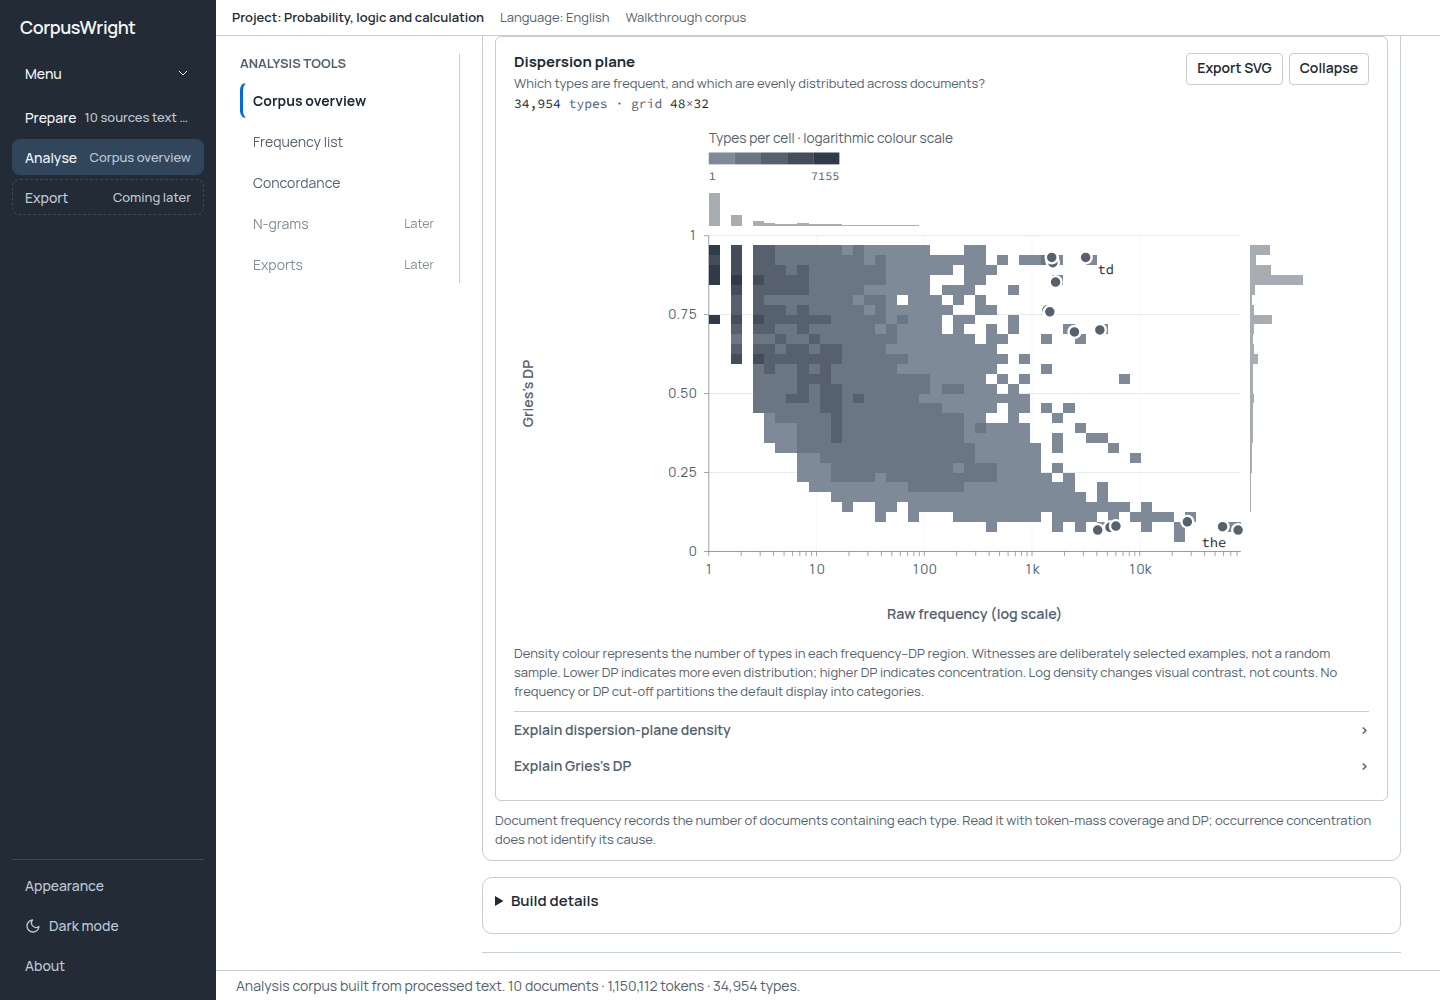 CorpusWright
Menu
Prepare 10 sources text ...
Analyse Corpus overview
Export Coming later
Appearance
Dark mode
About
Project: Probability, logic and calculation Language: English Walkthrough corpus
ANALYSIS TOOLS
Corpus overview
Frequency list
Concordance
N-grams Later
Exports Later
Dispersion plane
Which types are frequent, and which are evenly distributed across documents?
34,954 types · grid 48×32
Export SVG Collapse
Types per cell · logarithmic colour scale
1 7155
1
td
0.75
0.50
Gries's DP
0.25
the
0
1 10 100 1k 10k
Raw frequency (log scale)
Density colour represents the number of types in each frequency–DP region. Witnesses are deliberately selected examples, not a random
sample. Lower DP indicates more even distribution; higher DP indicates concentration. Log density changes visual contrast, not counts. No
frequency or DP cut-off partitions the default display into categories.
Explain dispersion-plane density ›
Explain Gries's DP ›
Document frequency records the number of documents containing each type. Read it with token-mass coverage and DP; occurrence concentration
does not identify its cause.
Build details
Analysis corpus built from processed text. 10 documents · 1,150,112 tokens · 34,954 types.